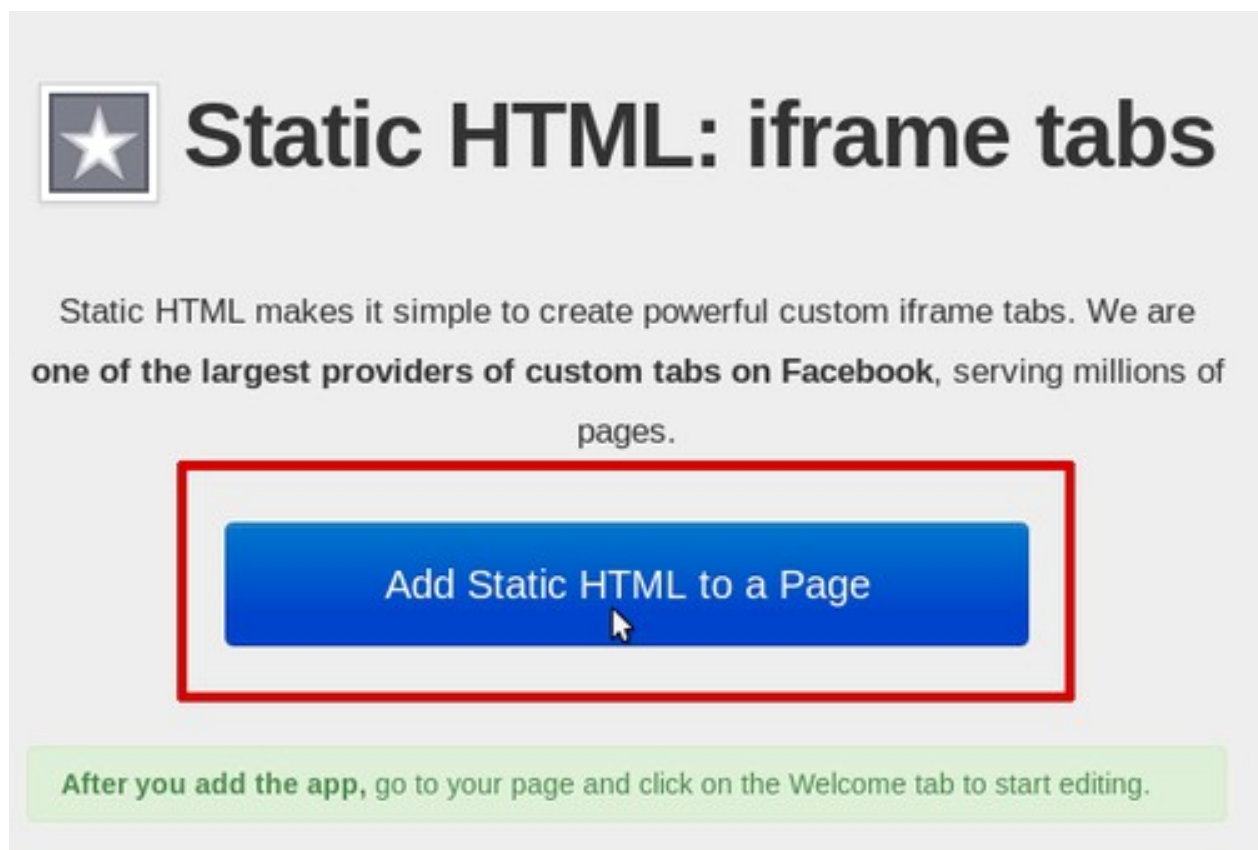 Static HTML: iframe tabs
Static HTML makes it simple to create powerful custom iframe tabs. We are
one of the largest providers of custom tabs on Facebook, serving millions of
pages.
Add Static HTML to a Page
After you add the app, go to your page and click on the Welcome tab to start editing.